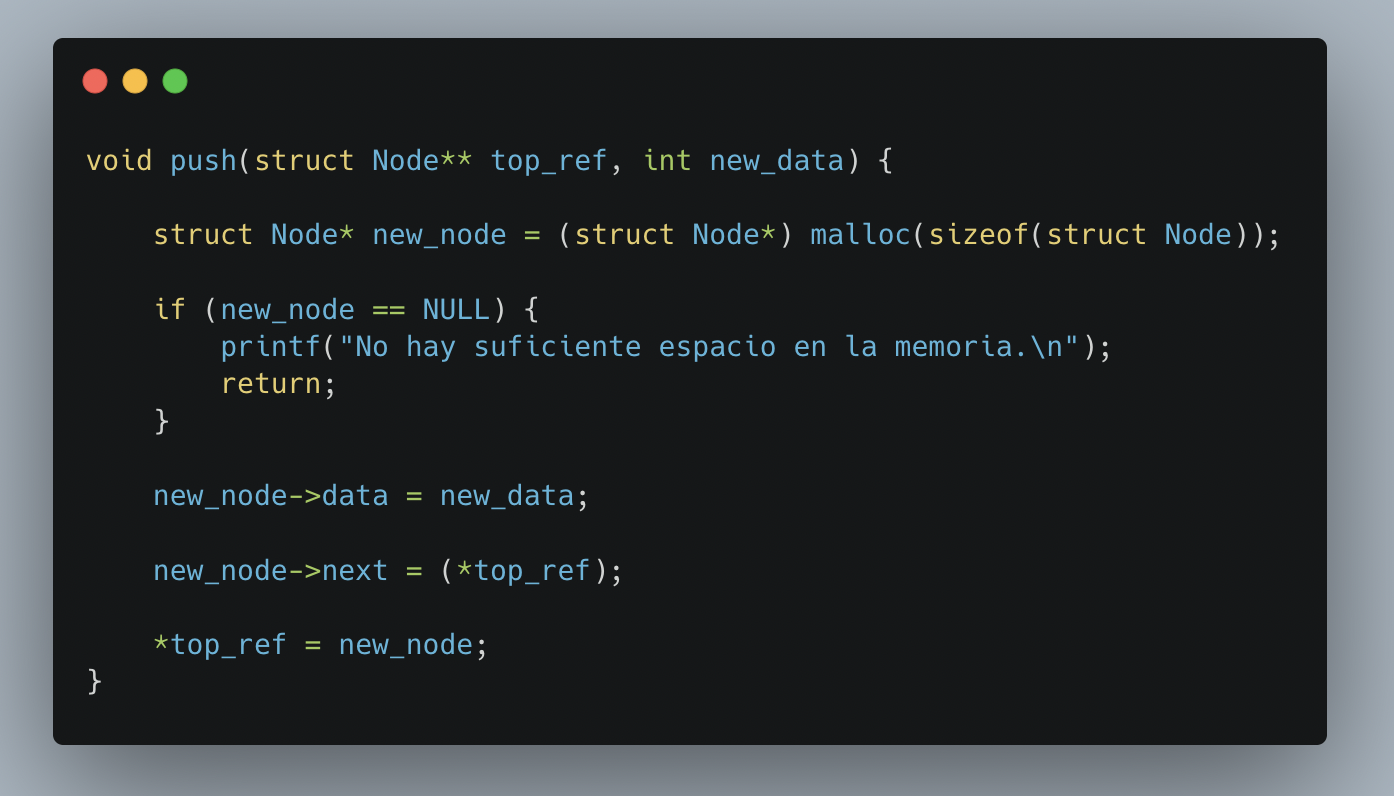 void push(struct Node** top_ref, int new_data) {
struct Node* new_node = (struct Node*) malloc(sizeof(struct Node));
if (new_node == NULL) {
printf("No hay suficiente espacio en la memoria.\n");
return;
}
new_node->data = new_data;
new_node->next = (*top_ref);
*top_ref = new_node;
}